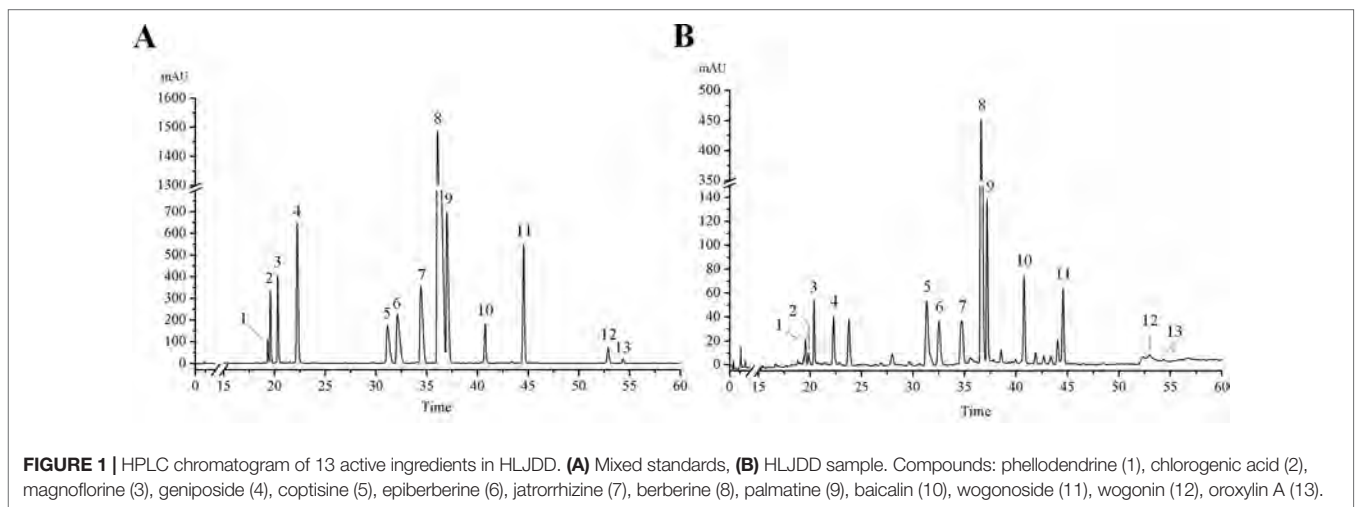 A
mAU
1600
1500
1400
1300
700
600
500
400
300
200
100
0
0 15 20 25 30 35 40 45 50 55 60
Time
1 2 3 4 5 6 7 8 9 10 11 12 13
B
mAU
500
450
400
350
140
120
100
80
60
40
20
0
0 15 20 25 30 35 40 45 50 55 60
Time
1 2 3 4 5 6 7 8 9 10 11 12 13
FIGURE 1 | HPLC chromatogram of 13 active ingredients in HLJDD. (A) Mixed standards, (B) HLJDD sample. Compounds: phellodendrine (1), chlorogenic acid (2),
magnoflorine (3), geniposide (4), coptisine (5), epiberberine (6), jatrorrhizine (7), berberine (8), palmatine (9), baicalin (10), wogonoside (11), wogonin (12), oroxylin A (13).